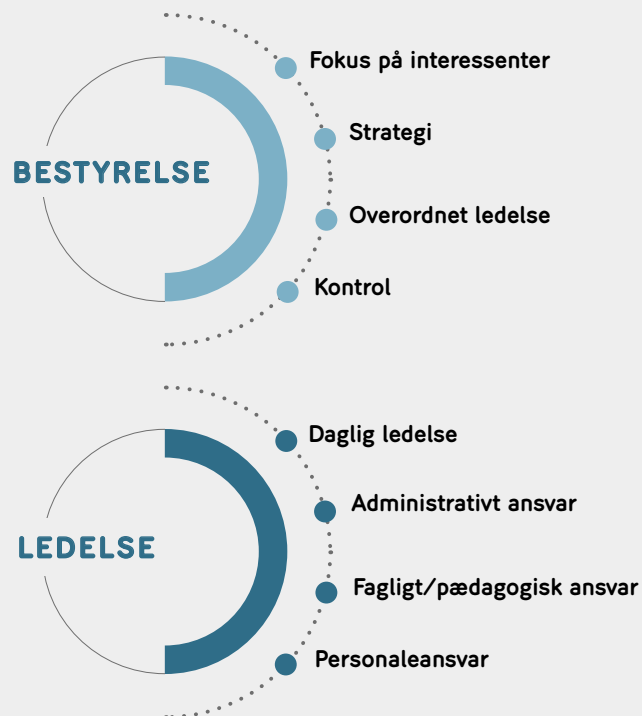 BESTYRELSE
Fokus på interessenter
Strategi
Overordnet ledelse
Kontrol
LEDELSE
Daglig ledelse
Administrativt ansvar
Fagligt/pædagogisk ansvar
Personaleansvar